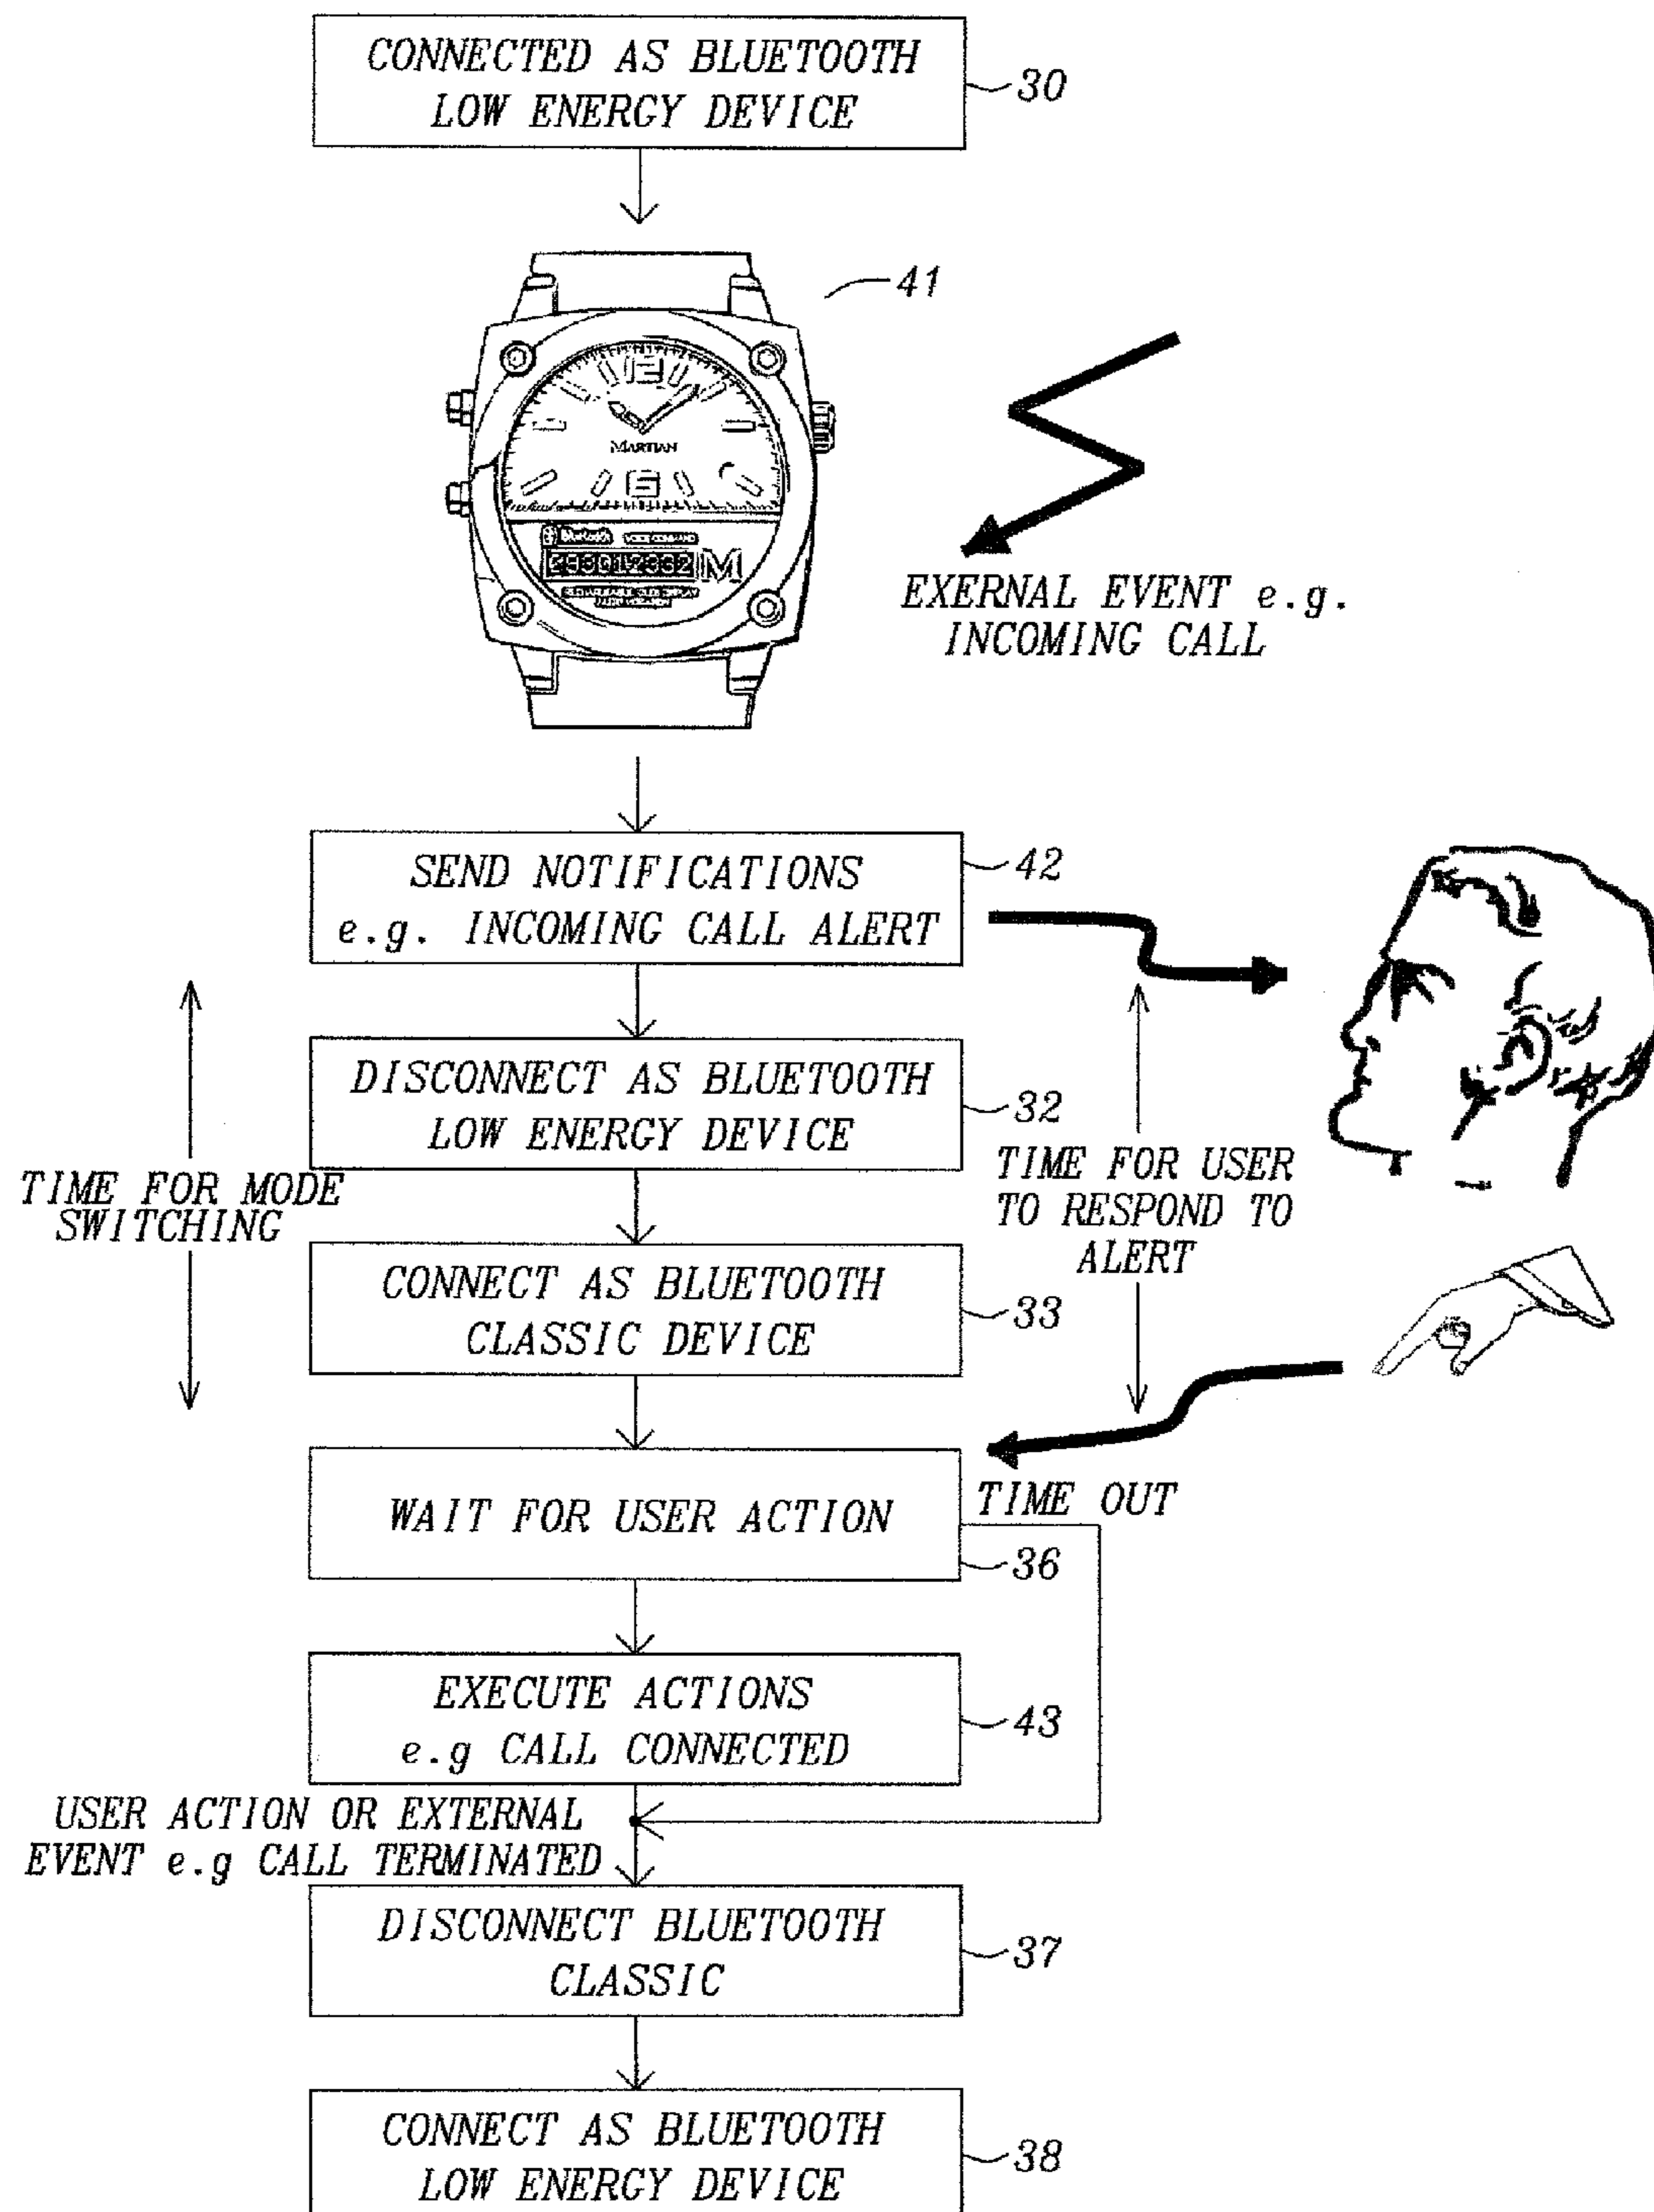 CONNECTED AS BLUETOOTH
LOW ENERGY DEVICE
30
41
MARTIAN
6
M
EXERNAL EVENT e.g.
INCOMING CALL
SEND NOTIFICATIONS
e.g. INCOMING CALL ALERT
42
DISCONNECT AS BLUETOOTH
LOW ENERGY DEVICE
32
TIME FOR MODE
SWITCHING
TIME FOR USER
TO RESPOND TO
ALERT
CONNECT AS BLUETOOTH
CLASSIC DEVICE
33
WAIT FOR USER ACTION
TIME OUT
36
EXECUTE ACTIONS
e.g CALL CONNECTED
43
USER ACTION OR EXTERNAL
EVENT e.g CALL TERMINATED
DISCONNECT BLUETOOTH
CLASSIC
37
CONNECT AS BLUETOOTH
LOW ENERGY DEVICE
38